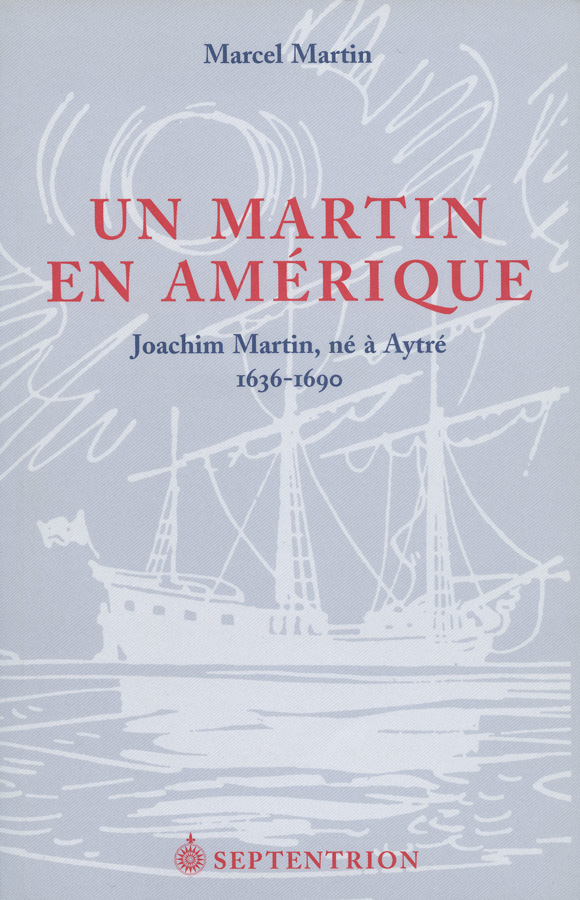 Marcel Martin
UN MARTIN
EN AMÉRIQUE
Joachim Martin, né à Aytré
1636-1690
SEPTENTRION